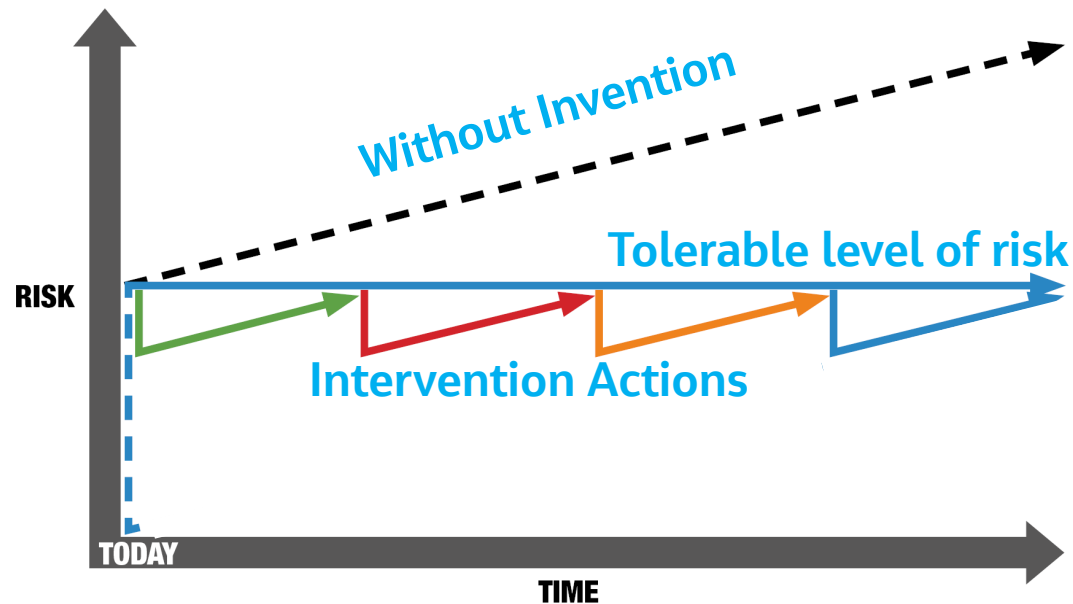 Without Invention
Tolerable level of risk
RISK
Intervention Actions
TODAY
TIME